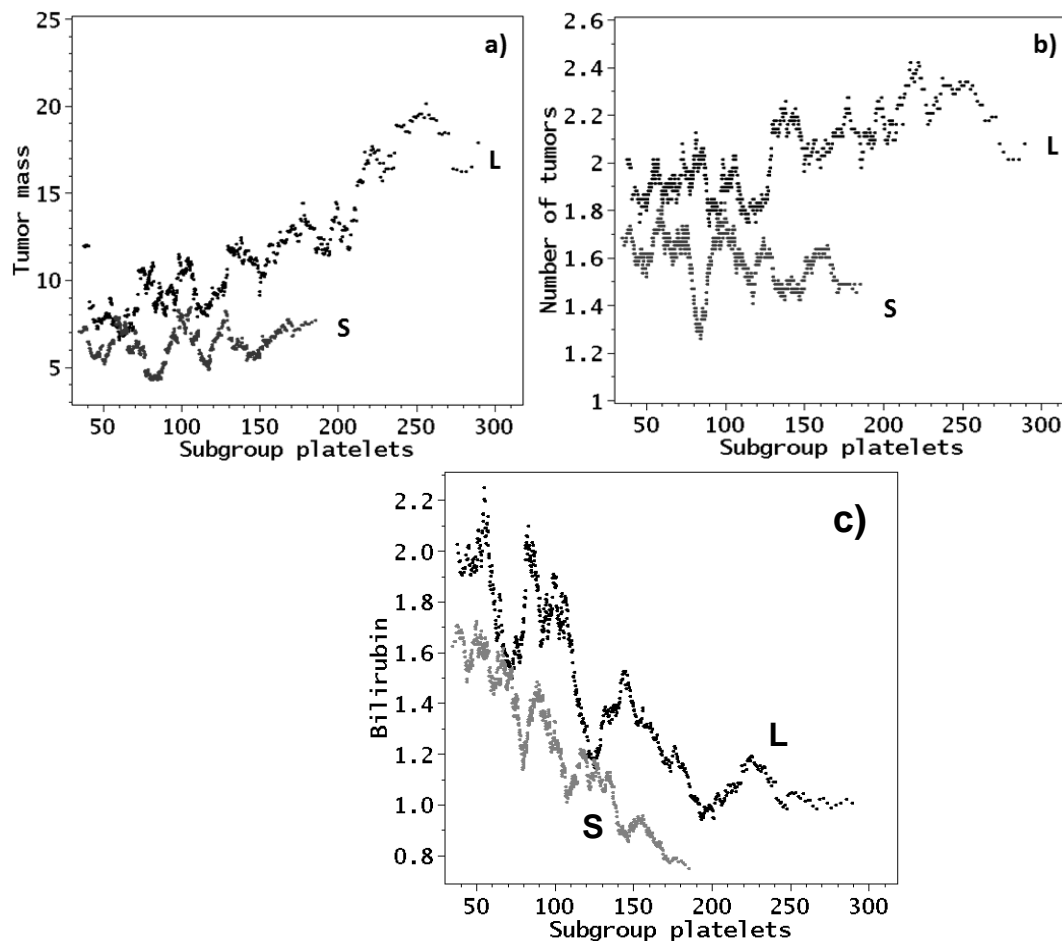 a)
Tumor mass
25
20
15
10
5
L
S
50 100 150 200 250 300
Subgroup platelets
b)
Number of tumors
2.6
2.4
2.2
2
1.8
1.6
1.4
1.2
1
L
S
50 100 150 200 250 300
Subgroup platelets
c)
Bilirubin
2.2
2.0
1.8
1.6
1.4
1.2
1.0
0.8
L
S
50 100 150 200 250 300
Subgroup platelets